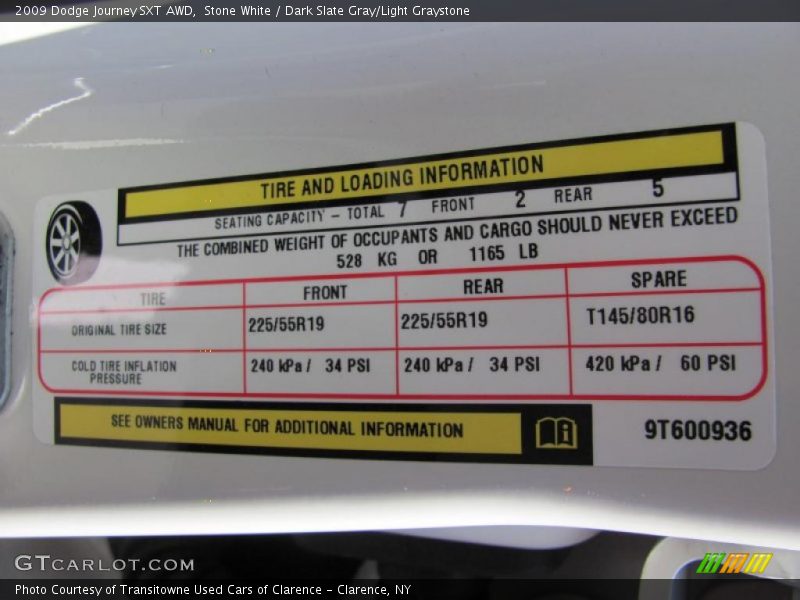 2009 Dodge Journey SXT AWD,  Stone White / Dark Slate Gray/Light Graystone
TIRE AND LOADING INFORMATION
SEATING CAPACITY - TOTAL 7 FRONT 2 REAR 5
THE COMBINED WEIGHT OF OCCUPANTS AND CARGO SHOULD NEVER EXCEED
528 KG OR 1165 LB
TIRE FRONT REAR SPARE
ORIGINAL TIRE SIZE 225/55R19 225/55R19 T145/80R16
COLD TIRE INFLATION PRESSURE 240 kPa / 34 PSI 240 kPa / 34 PSI 420 kPa / 60 PSI
SEE OWNERS MANUAL FOR ADDITIONAL INFORMATION
9T600936
GTCARLOT.COM
Photo Courtesy of Transitowne Used Cars of Clarence - Clarence, NY